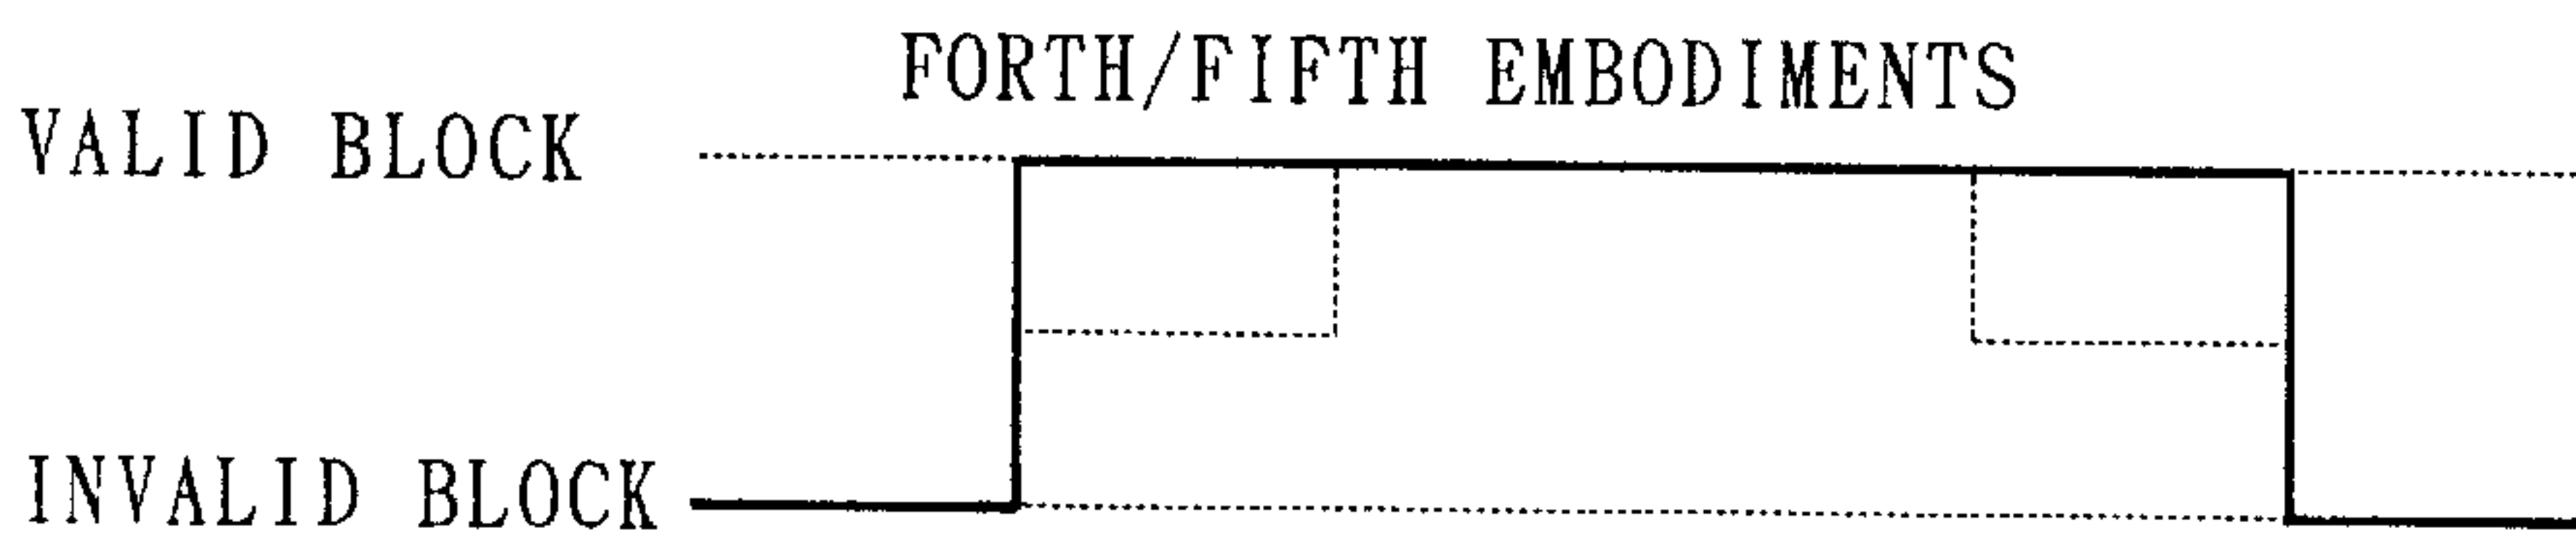 FORTH/FIFTH EMBODIMENTS
VALID BLOCK
INVALID BLOCK